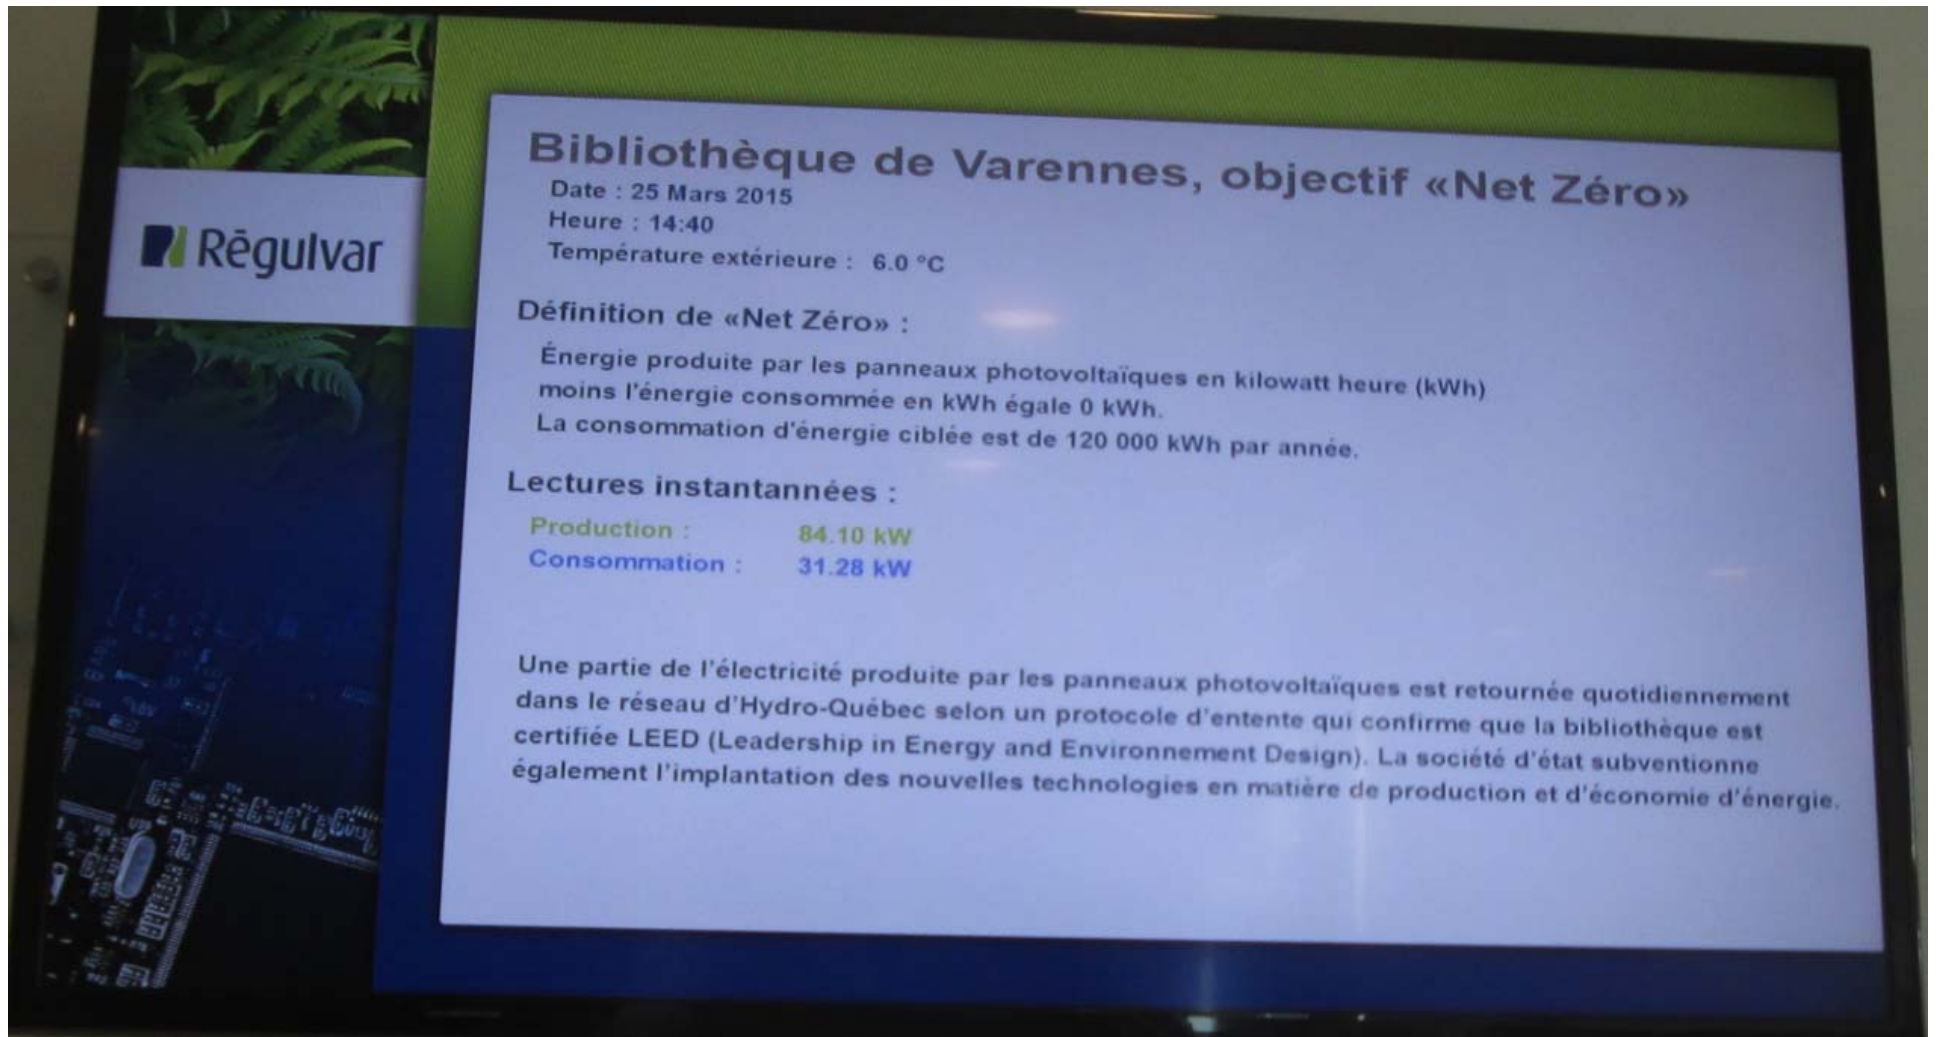 Régulvar
Bibliothèque de Varennes, objectif «Net Zéro»
Date : 25 Mars 2015
Heure : 14:40
Température extérieure : 6.0 °C
Définition de «Net Zéro» :
Énergie produite par les panneaux photovoltaïques en kilowatt heure (kWh)
moins l'énergie consommée en kWh égale 0 kWh.
La consommation d'énergie ciblée est de 120 000 kWh par année.
Lectures instantannées :
Production : 84.10 kW
Consommation : 31.28 kW
Une partie de l'électricité produite par les panneaux photovoltaïques est retournée quotidiennement
dans le réseau d'Hydro-Québec selon un protocole d'entente qui confirme que la bibliothèque est
certifiée LEED (Leadership in Energy and Environnement Design). La société d'état subventionne
également l'implantation des nouvelles technologies en matière de production et d'économie d'énergie.